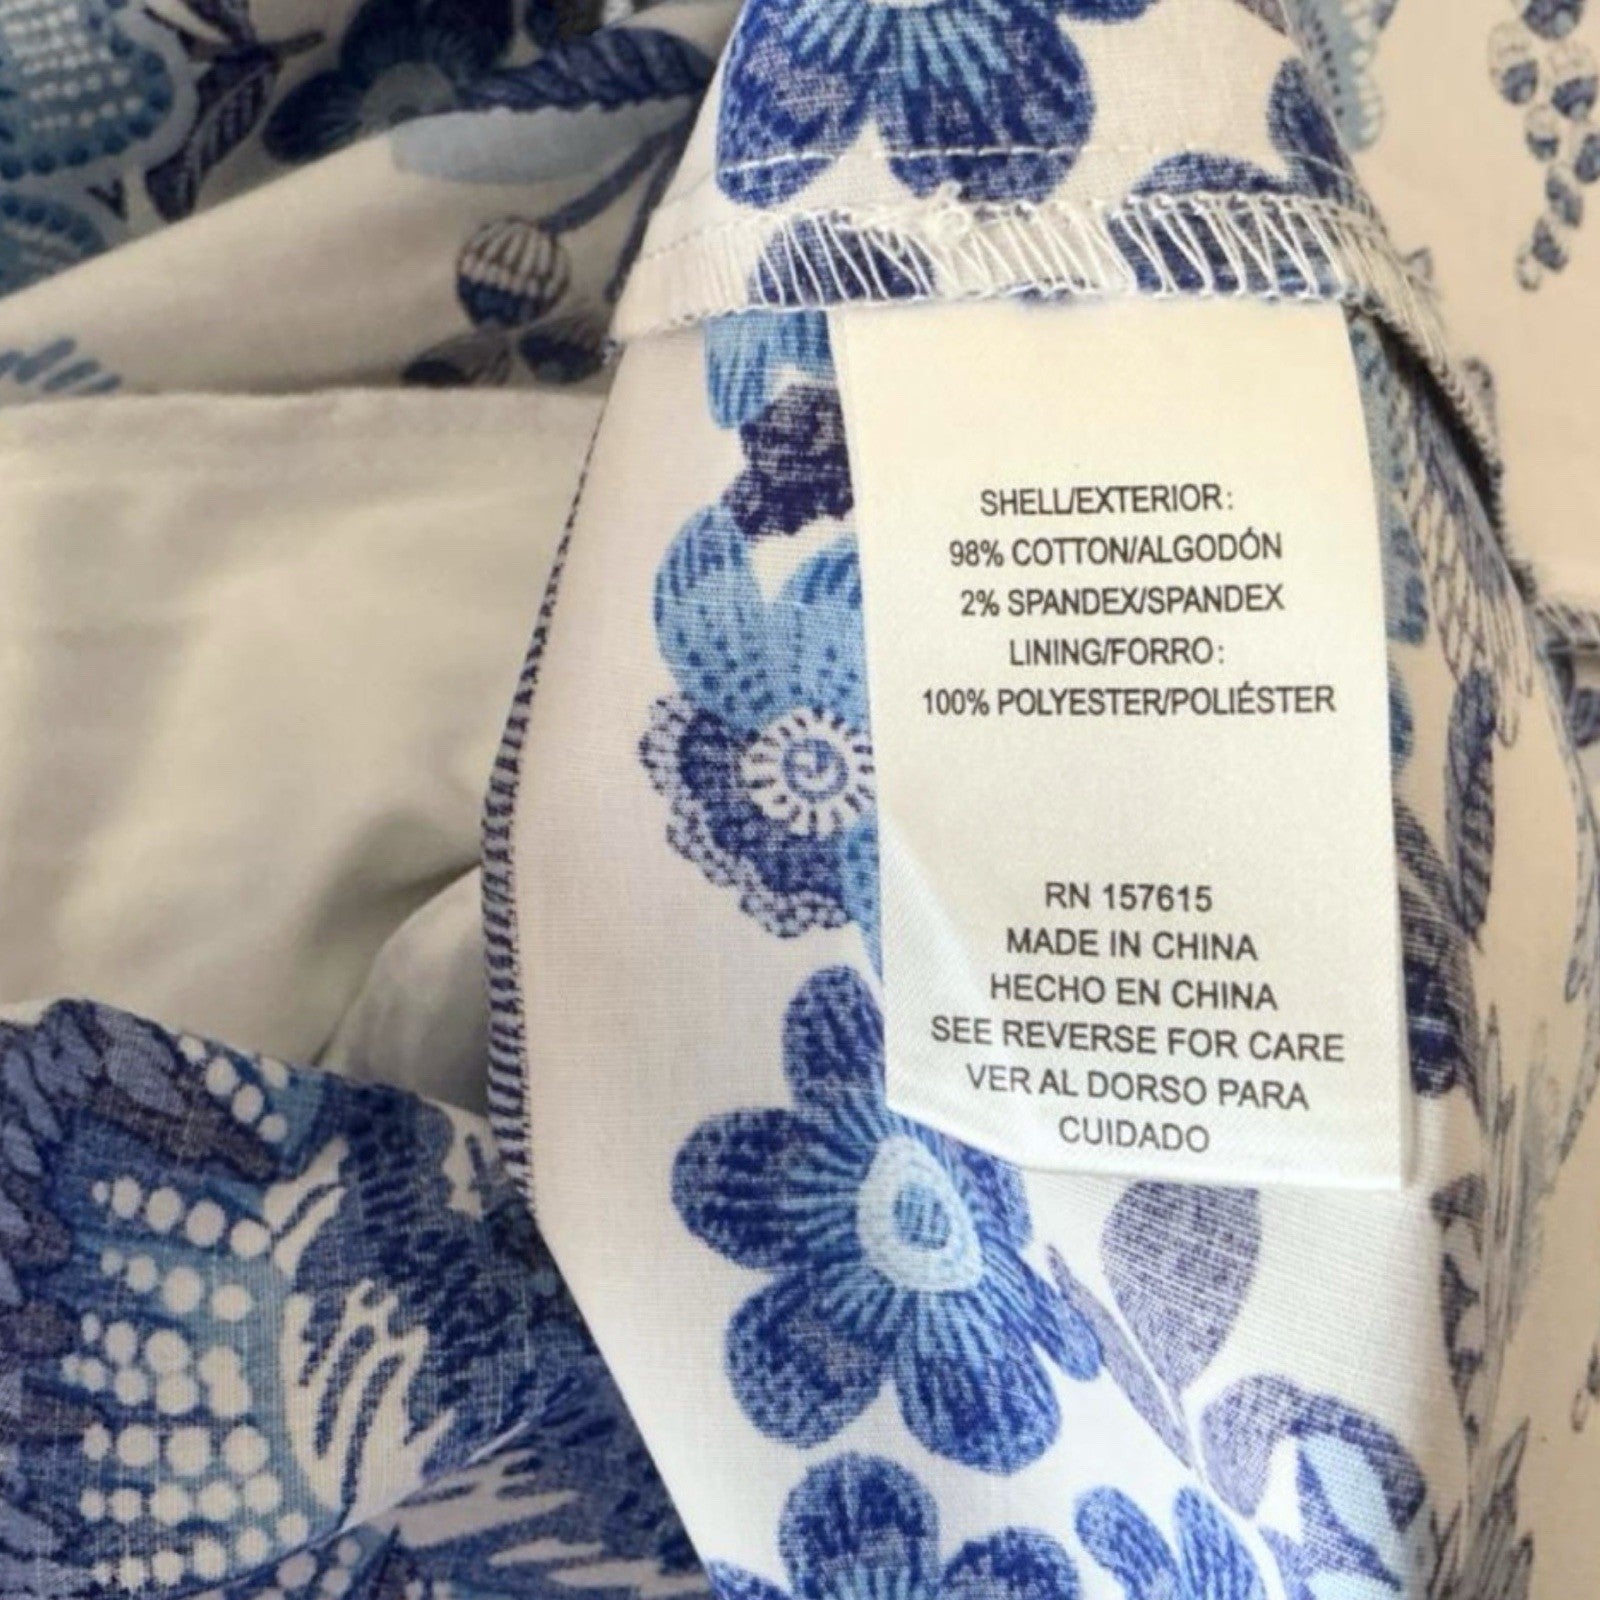 SHELL/EXTERIOR:
98% COTTON/ALGODÓN
2% SPANDEX/SPANDEX
LINING/FORRO:
100% POLYESTER/POLIÉSTER
RN 157615
MADE IN CHINA
HECHO EN CHINA
SEE REVERSE FOR CARE
VER AL DORSO PARA
CUIDADO